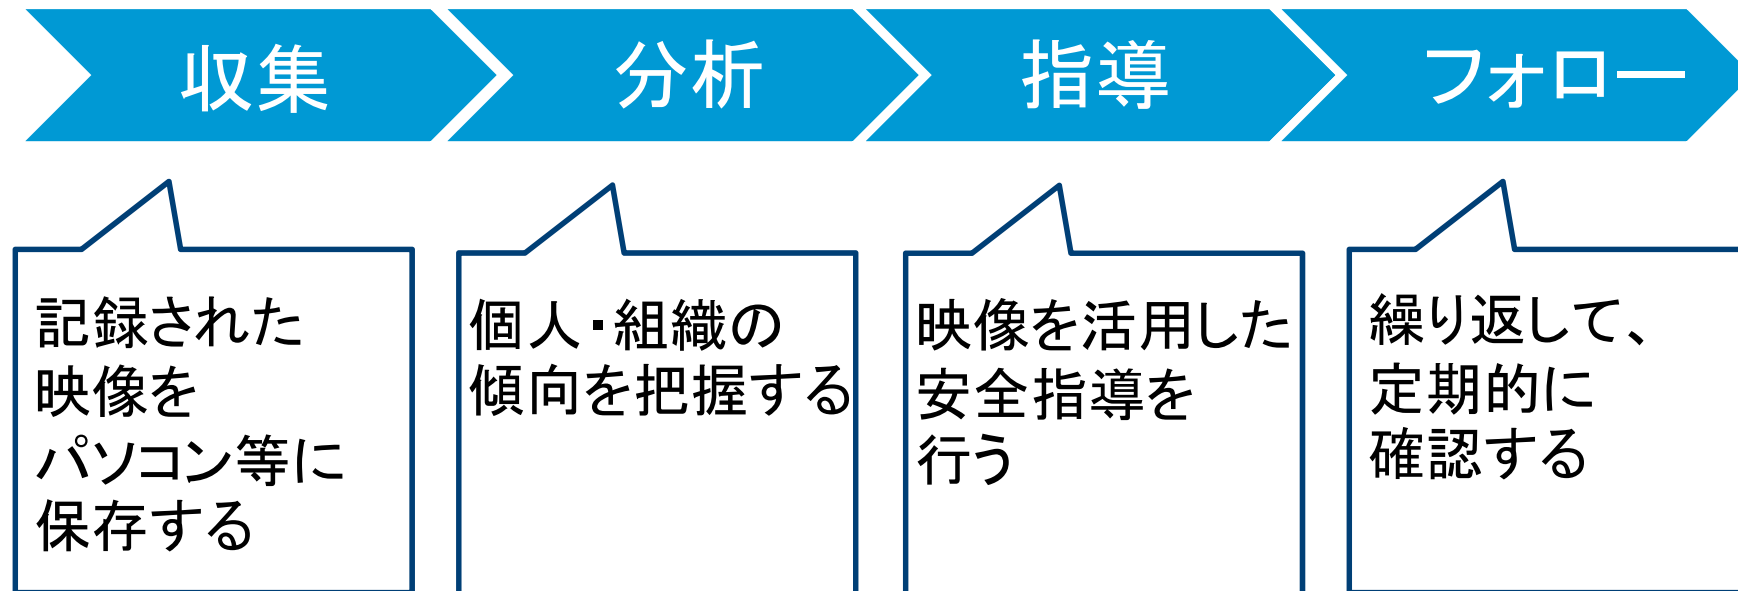 収集
分析
指導
フォロー
記録された
映像を
パソコン等に
保存する
個人・組織の
傾向を把握する
映像を活用した
安全指導を
行う
繰り返して、
定期的に
確認する